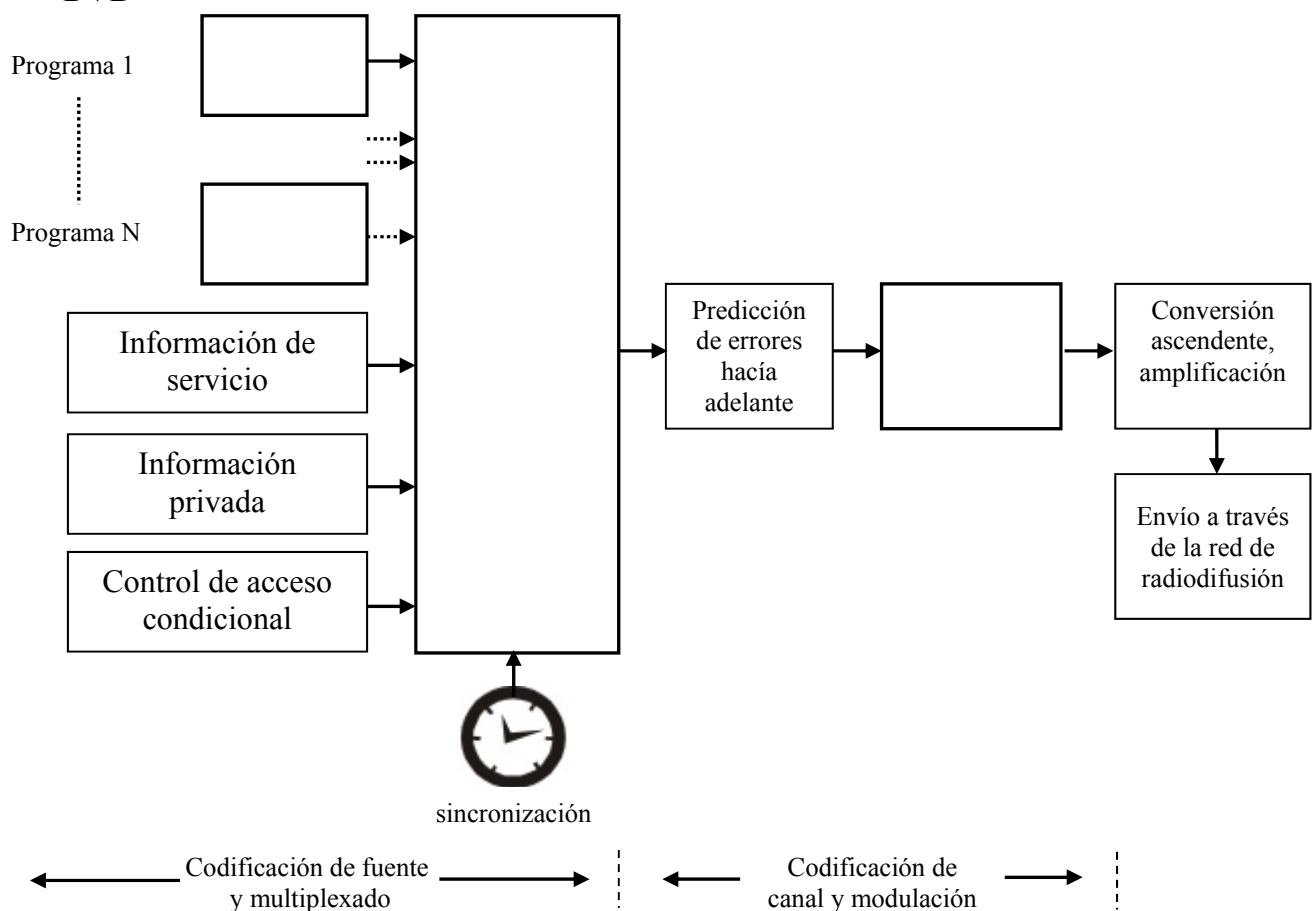 Programa 1
Programa N
Información de
servicio
Información
privada
Control de acceso
condicional
Predicción
de errores
hacía
adelante
Conversión
ascendente,
amplificación
Envío a través
de la red de
radiodifusión
sincronización
Codificación de fuente
y multiplexado
Codificación de
canal y modulación